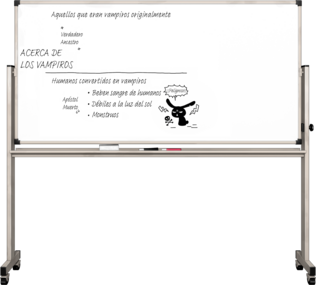 Aquellos que eran vampiros originalmente
Verdadero
Ancestro
ACERCA DE
LOS VAMPIROS
Humanos convertidos en vampiros
Apóstol
Muerto
• Beben sangre de humanos
• Débiles a la luz del sol
• Monstruos